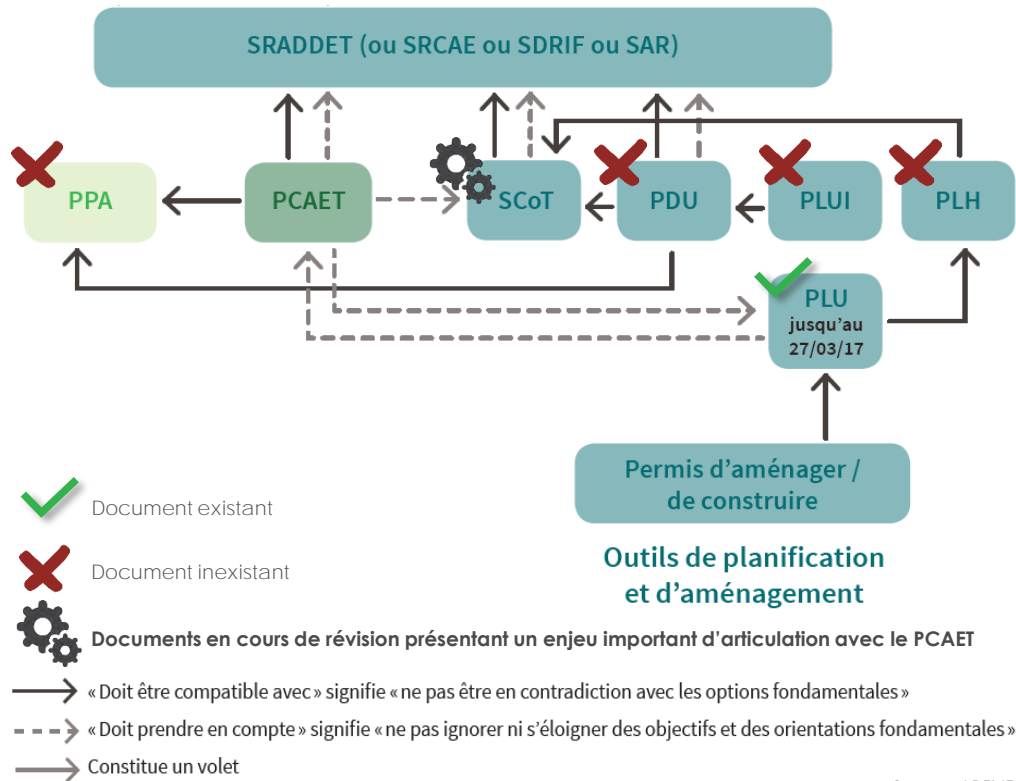 SRADDET (ou SRCAE ou SDRIF ou SAR)
PPA
PCAET
SCoT
PDU
PLUI
PLH
PLU
jusqu'au
27/03/17
Permis d'aménager /
de construire
Outils de planification
et d'aménagement
Document existant
Document inexistant
Documents en cours de révision présentant un enjeu important d'articulation avec le PCAET
« Doit être compatible avec » signifie « ne pas être en contradiction avec les options fondamentales »
« Doit prendre en compte » signifie « ne pas ignorer ni s'éloigner des objectifs et des orientations fondamentales »
Constitue un volet